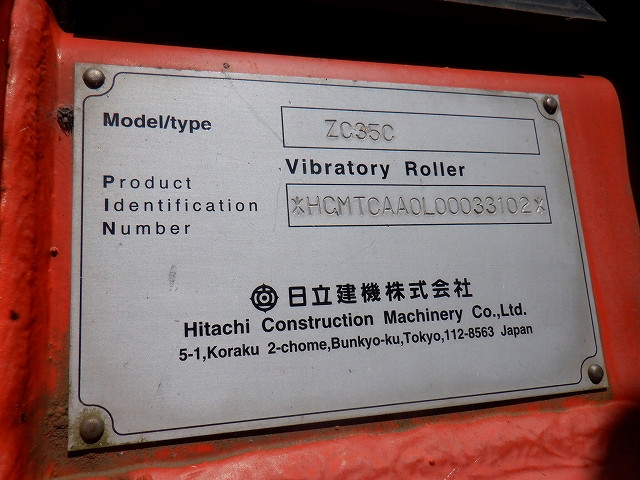 Model/type ZC35C
Vibratory Roller
Product
Identification
Number
*HCMTCAA0L00033102*
日立建機株式会社
Hitachi Construction Machinery Co.,Ltd.
5-1,Koraku 2-chome,Bunkyo-ku,Tokyo,112-8563 Japan